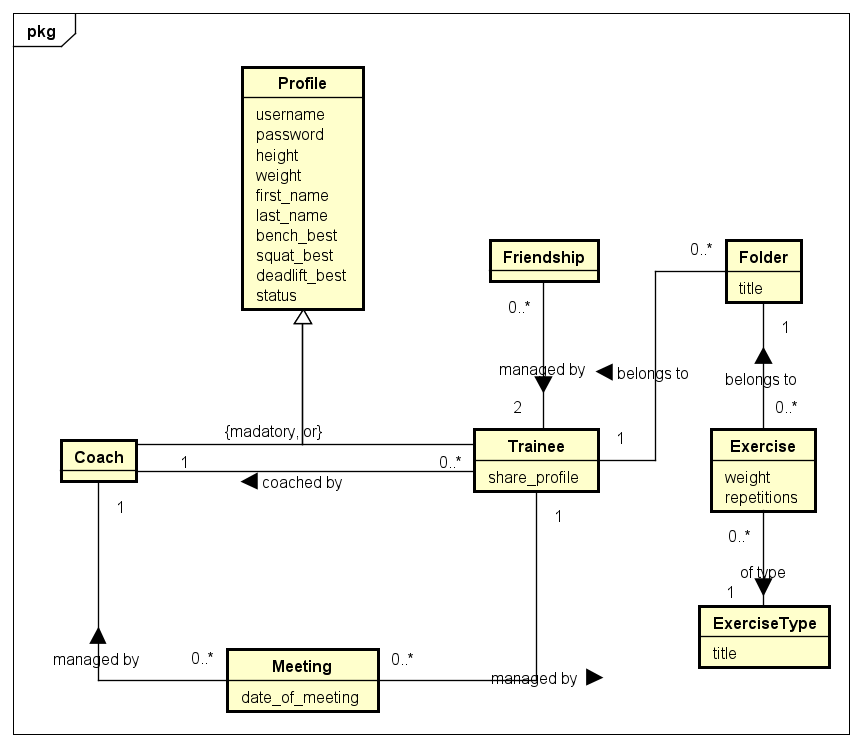 pkg
Profile
username
password
height
weight
first_name
last_name
bench_best
squat_best
deadlift_best
status
Friendship
0..*
managed by
2
0..*
Folder
title
belongs to
1
belongs to
0..*
{madatory, or}
Coach
1
coached by
0..*
Trainee
share_profile
1
Exercise
weight
repetitions
1
1
0..*
of type
1
ExerciseType
title
managed by
0..*
Meeting
date_of_meeting
0..*
managed by